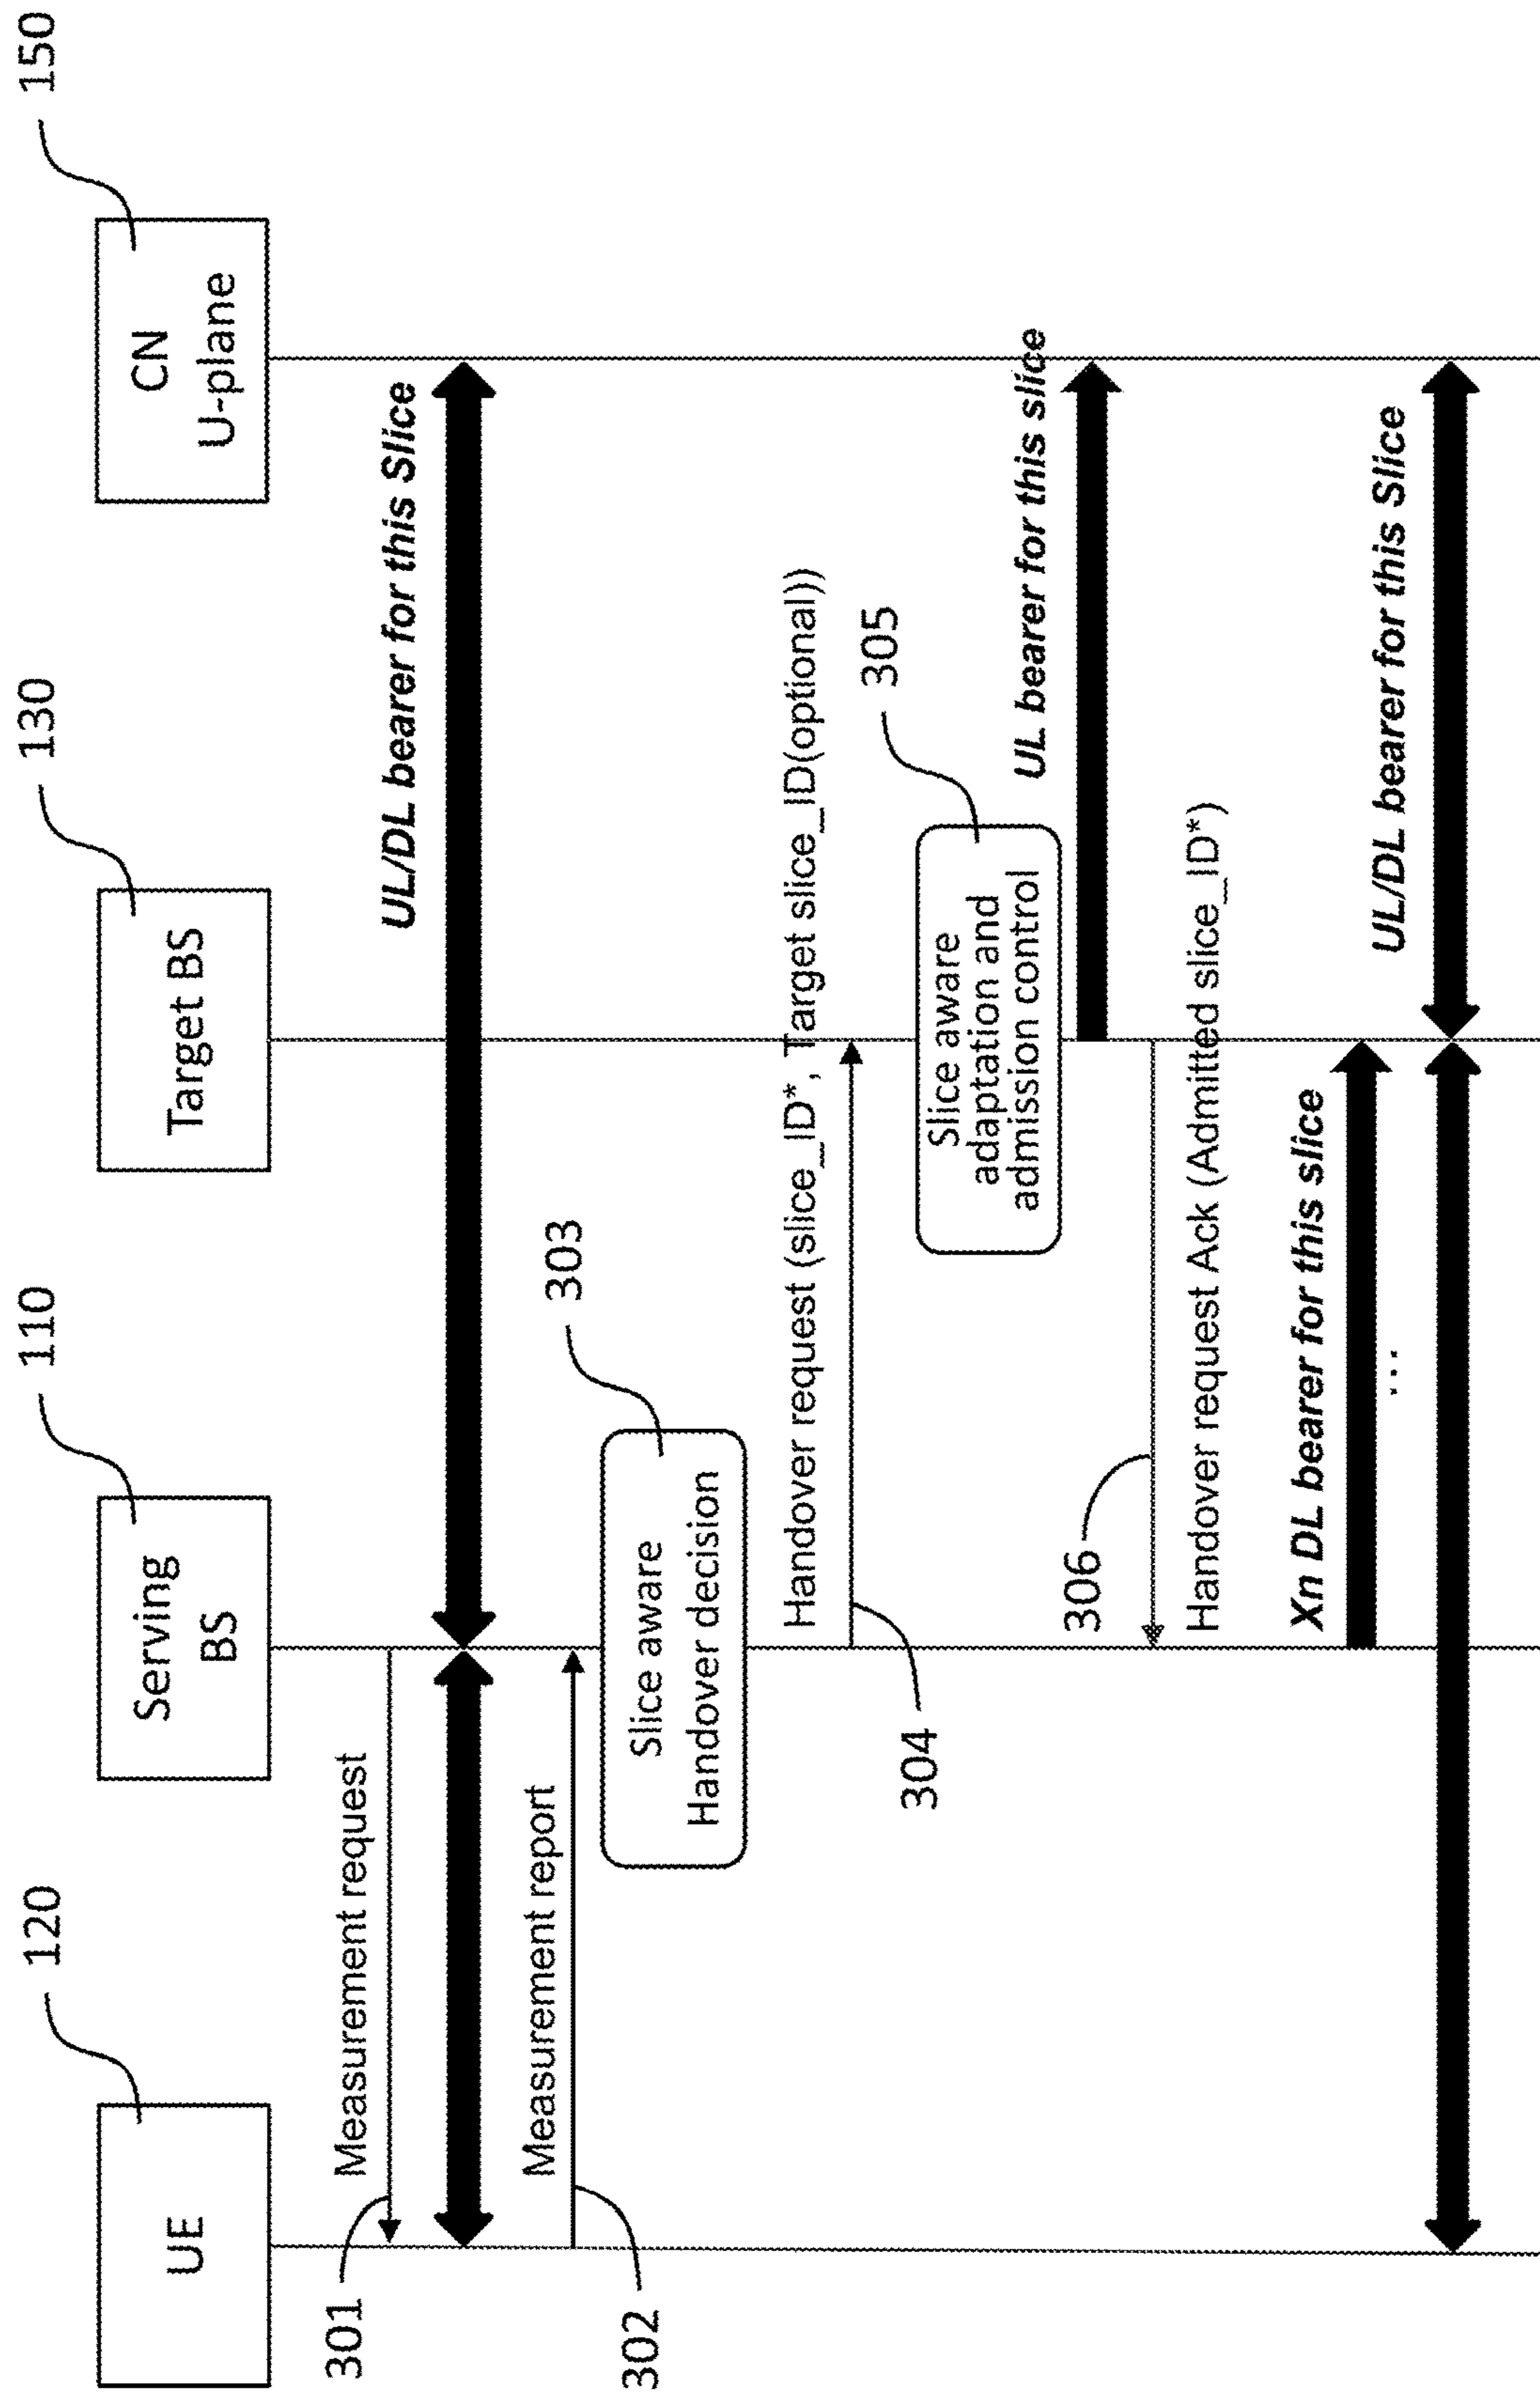 120
110
130
150
UE
Serving
BS
Target BS
CN
U-plane
301
Measurement request
UL/DL bearer for this Slice
302
Measurement report
303
Slice aware
Handover decision
304
Handover request (slice_ID*, Target slice_ID(optional))
305
Slice aware
adaptation and
admission control
UL bearer for this slice
306
Handover request Ack (Admitted slice_ID*)
Xn DL bearer for this slice
...
UL/DL bearer for this Slice